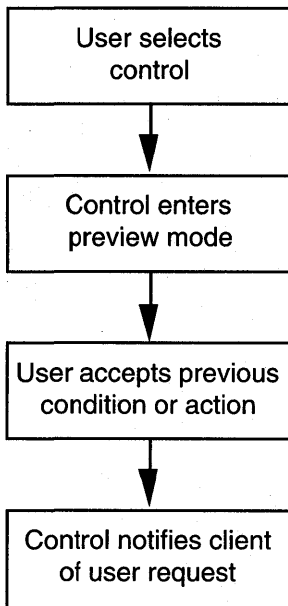 User selects
control
Control enters
preview mode
User accepts previous
condition or action
Control notifies client
of user request